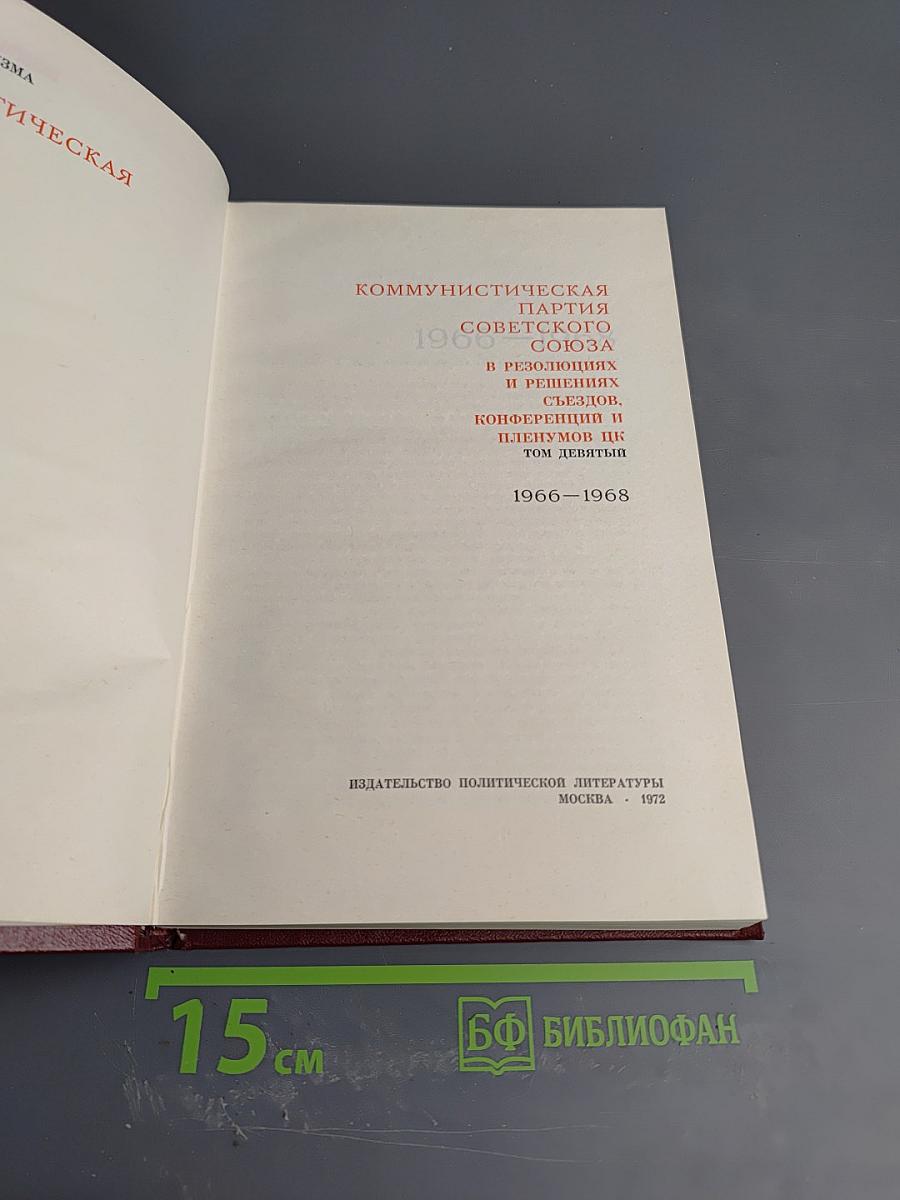 ТИЧЕСКАЯ
КОММУНИСТИЧЕСКАЯ
ПАРТИЯ
СОВЕТСКОГО
СОЮЗА
В РЕЗОЛЮЦИЯХ
И РЕШЕНИЯХ
СЪЕЗДОВ,
КОНФЕРЕНЦИЙ И
ПЛЕНУМОВ ЦК
ТОМ ДЕВЯТЫЙ
1966—1968
ИЗДАТЕЛЬСТВО ПОЛИТИЧЕСКОЙ ЛИТЕРАТУРЫ
МОСКВА · 1972
15 СМ
БФ БИБЛИОФАН